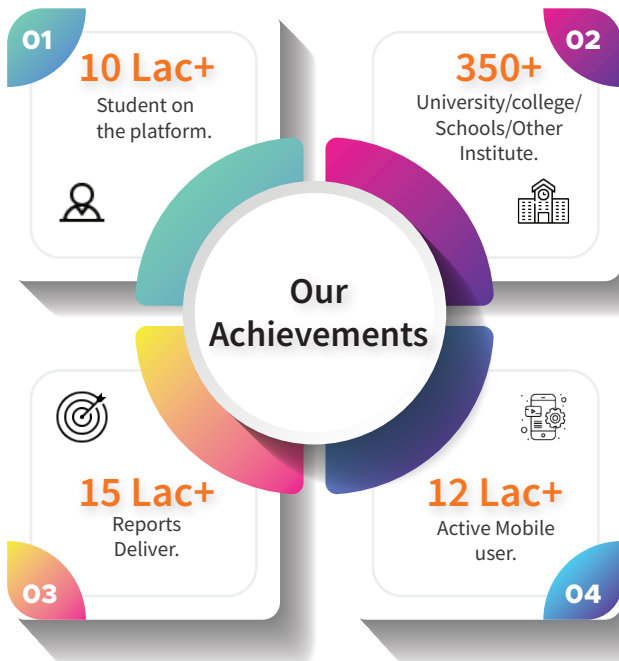 01
10 Lac+
Student on
the platform.
02
350+
University/college/
Schools/Other
Institute.
Our
Achievements
15 Lac+
Reports
Deliver.
03
12 Lac+
Active Mobile
user.
04